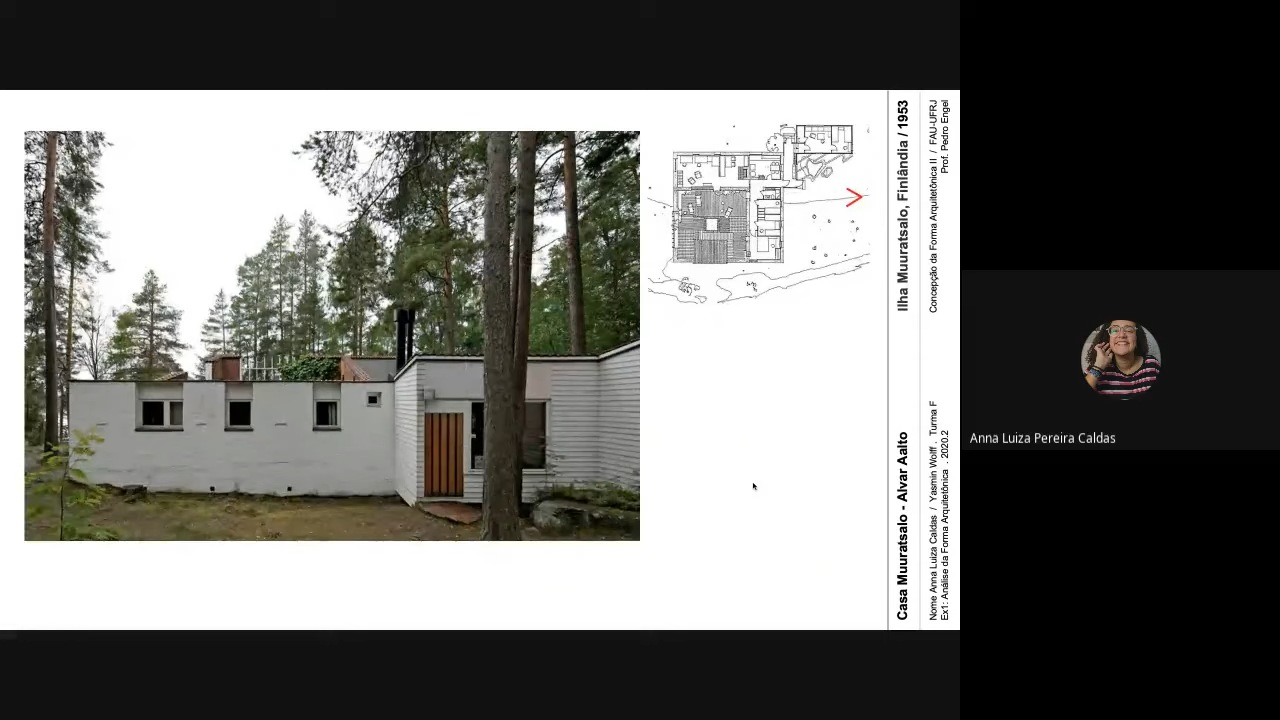 Casa Muuratsalo - Alvar Aalto
Ilha Muuratsalo, Finlândia / 1953
Nome Anna Luiza Caldas / Yasmin Wolff . Turma F
Ex1: Análise da Forma Arquitetônica . 2020.2
Concepção da Forma Arquitetônica II / FAU-UFRJ
Prof. Pedro Engel
Anna Luiza Pereira Caldas